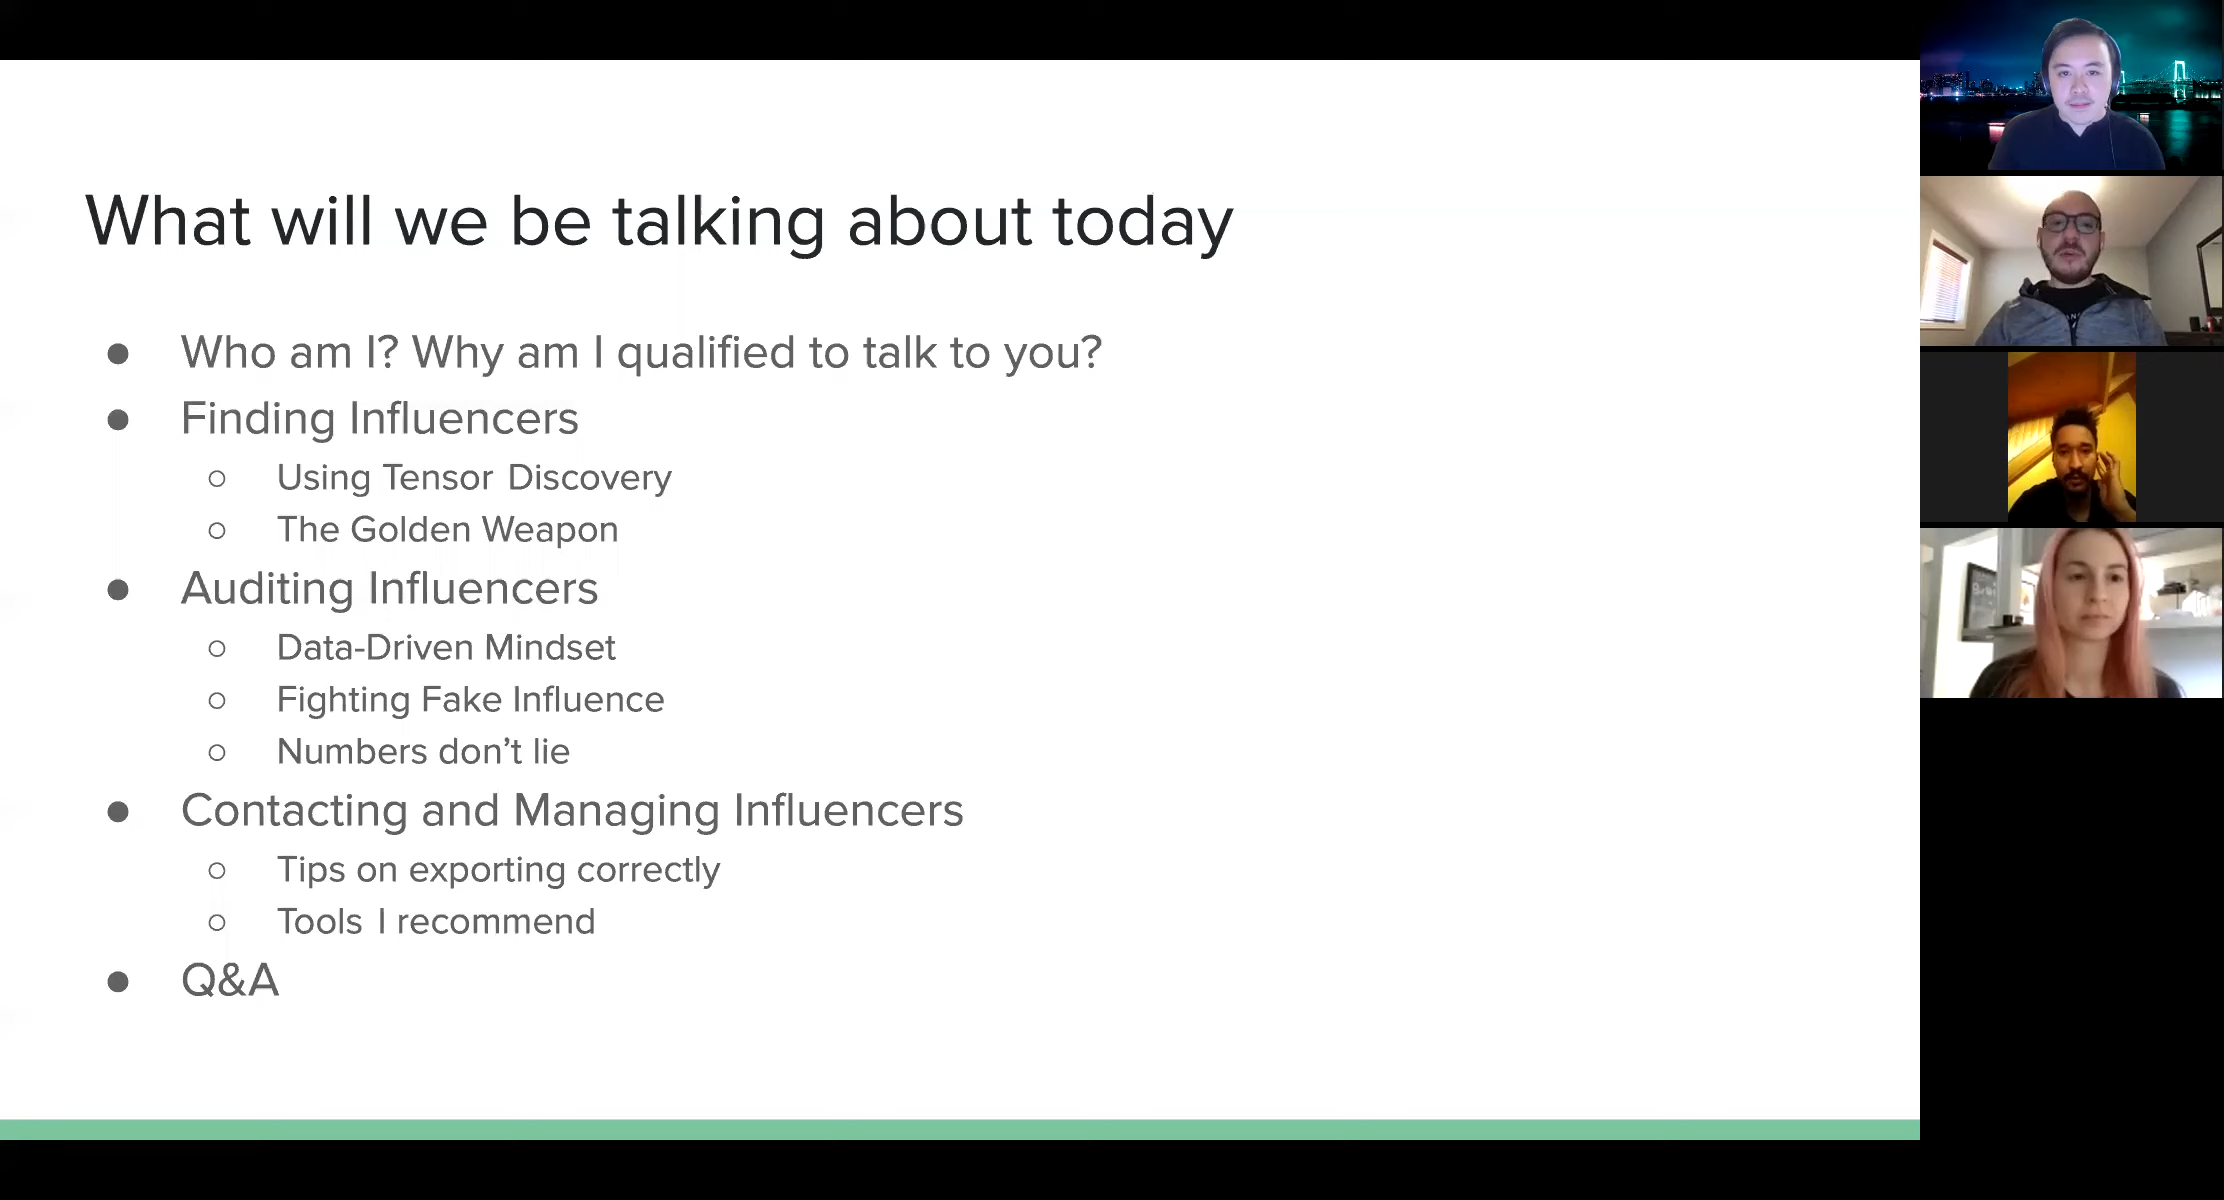 What will we be talking about today
● Who am I? Why am I qualified to talk to you?
● Finding Influencers
○ Using Tensor Discovery
○ The Golden Weapon
● Auditing Influencers
○ Data-Driven Mindset
○ Fighting Fake Influence
○ Numbers don’t lie
● Contacting and Managing Influencers
○ Tips on exporting correctly
○ Tools I recommend
● Q&A